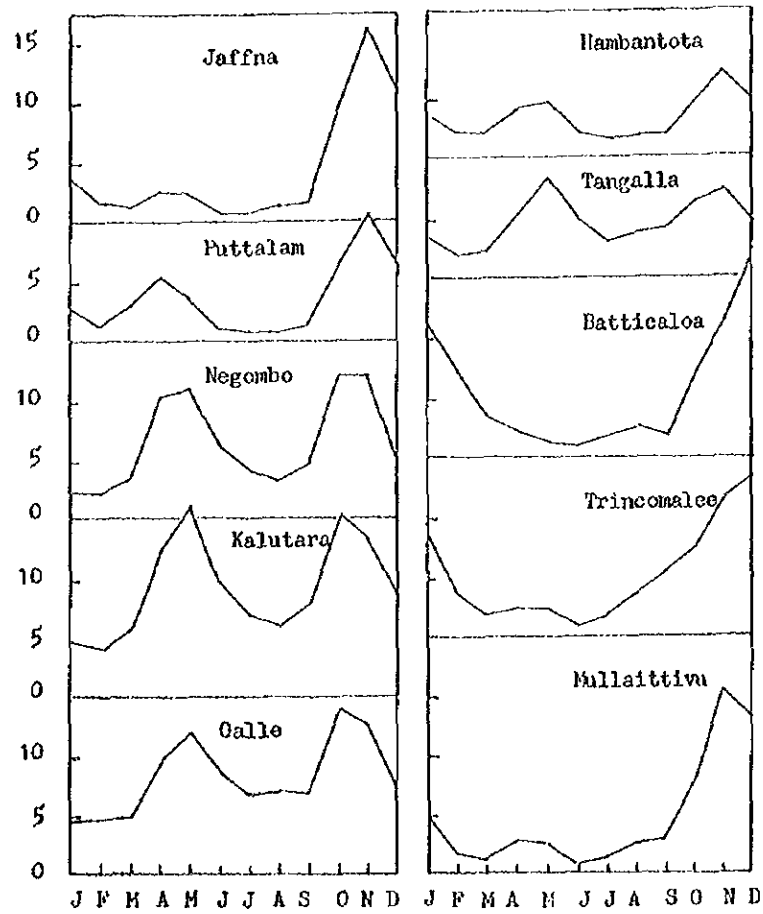 15
Jaffna
10
5
0
Puttalam
5
0
Negombo
10
5
0
Kalutara
10
5
0
Galle
10
5
0
J F M A M J J A S O N D
Hambantota
Tangalla
Batticaloa
Trincomalee
Mullaittivu
J F M A M J J A S O N D